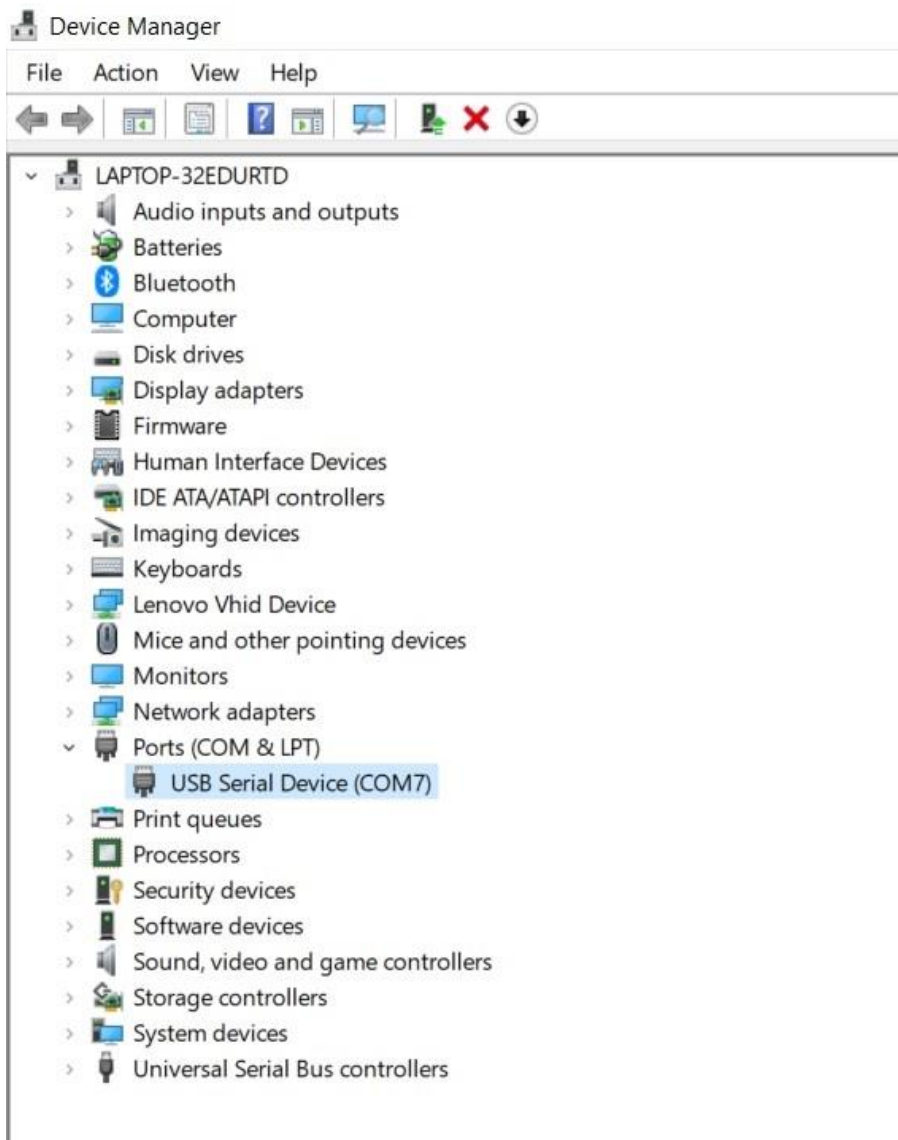 Device Manager
File Action View Help
LAPTOP-32EDURTD
Audio inputs and outputs
Batteries
Bluetooth
Computer
Disk drives
Display adapters
Firmware
Human Interface Devices
IDE ATA/ATAPI controllers
Imaging devices
Keyboards
Lenovo Vhid Device
Mice and other pointing devices
Monitors
Network adapters
Ports (COM & LPT)
USB Serial Device (COM7)
Print queues
Processors
Security devices
Software devices
Sound, video and game controllers
Storage controllers
System devices
Universal Serial Bus controllers